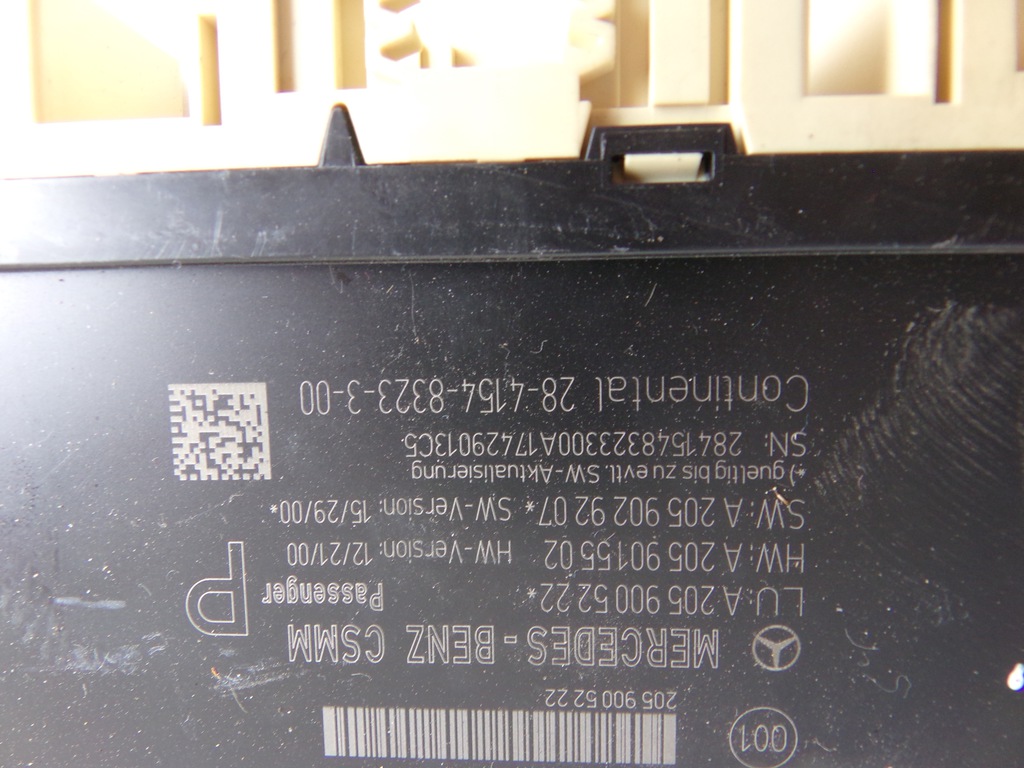 001
205 900 52 22
MERCEDES-BENZ CSMM
LU: A 205 900 52 22* Passenger P
HW: A 205 901 55 02 HW-Version: 12/21/00
SW: A 205 902 92 07* SW-Version: 15/29/00*
*) gueltig bis zu evtl. SW-Aktualisierung
SN: 2841548323300A17429013C5
Continental 28-4154-8323-3-00